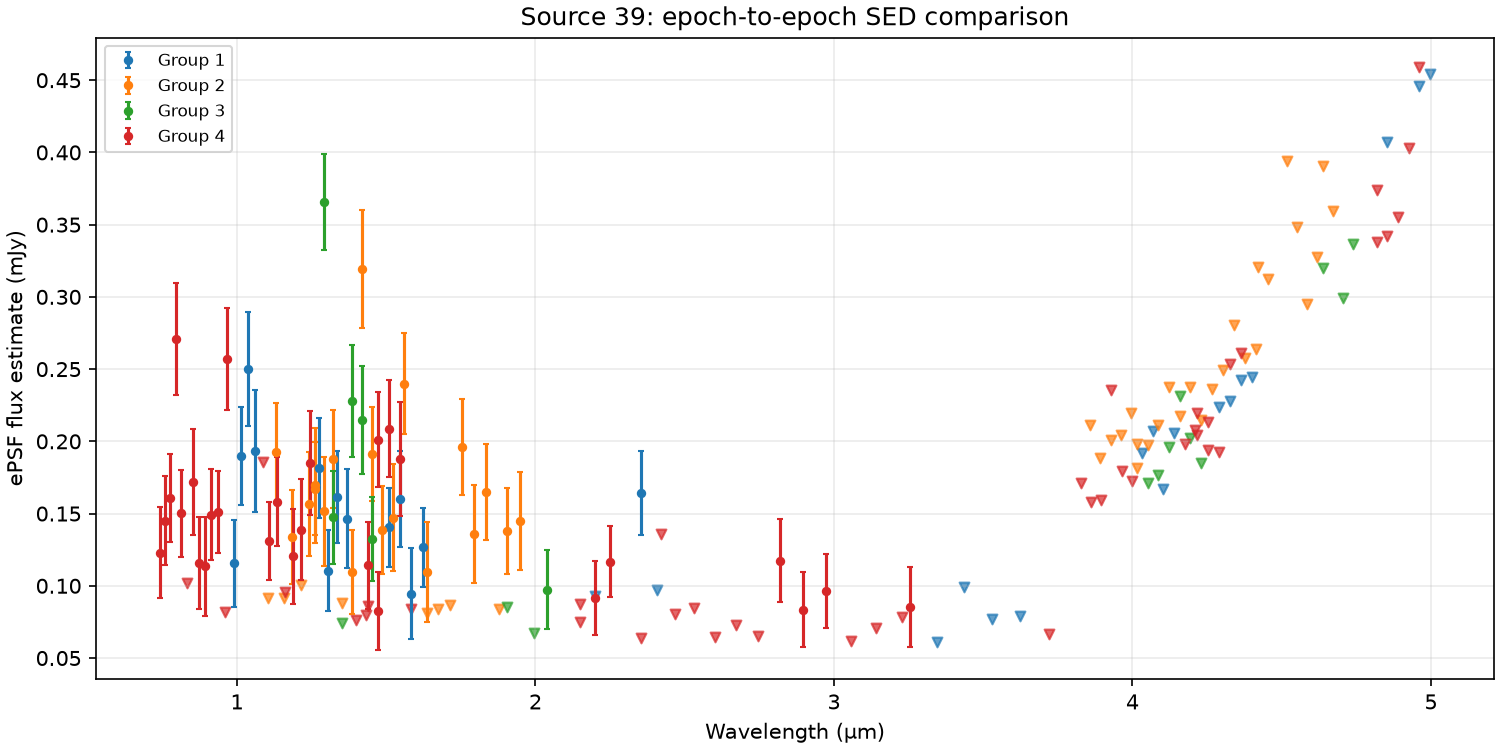 Source 39: epoch-to-epoch SED comparison
Group 1
Group 2
Group 3
Group 4
ePSF flux estimate (mJy)
0.45
0.40
0.35
0.30
0.25
0.20
0.15
0.10
0.05
1 2 3 4 5
Wavelength (μm)